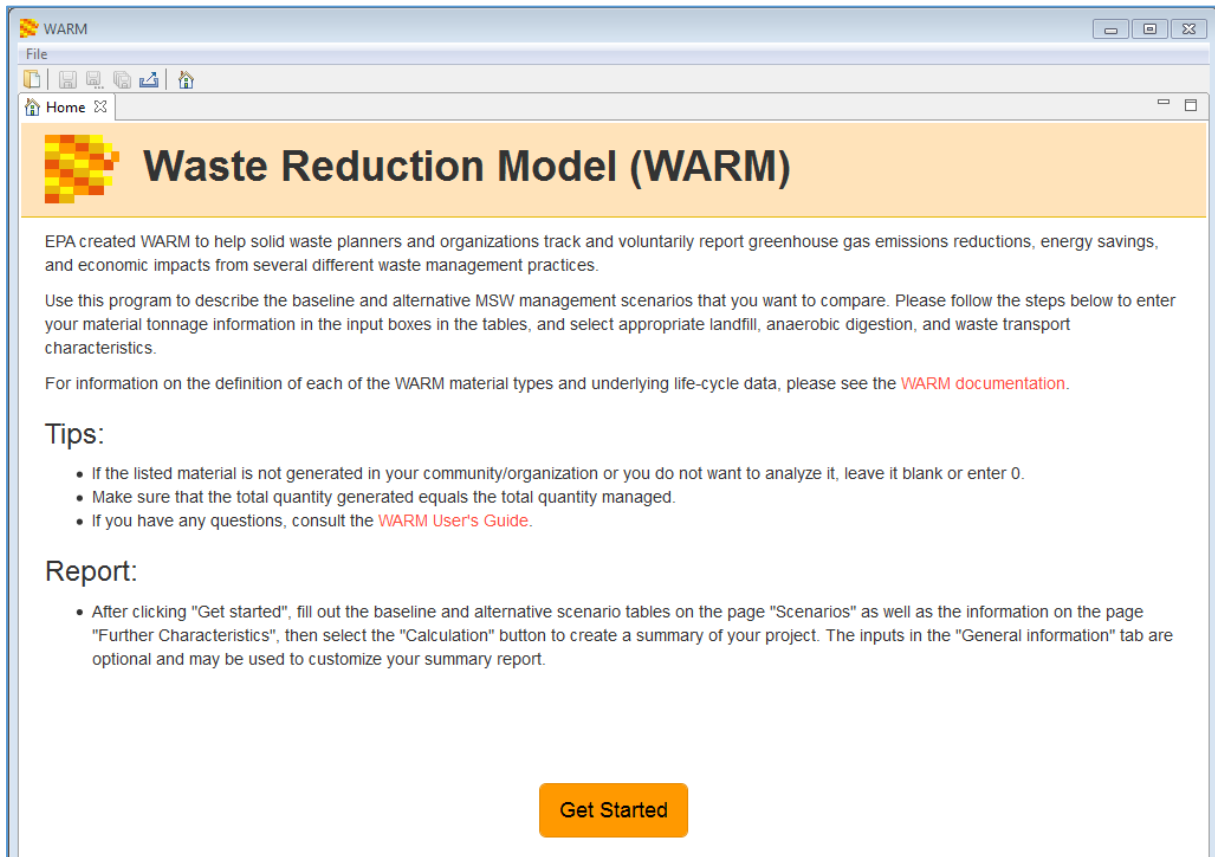 WARM
File
Home
Waste Reduction Model (WARM)
EPA created WARM to help solid waste planners and organizations track and voluntarily report greenhouse gas emissions reductions, energy savings,
and economic impacts from several different waste management practices.
Use this program to describe the baseline and alternative MSW management scenarios that you want to compare. Please follow the steps below to enter
your material tonnage information in the input boxes in the tables, and select appropriate landfill, anaerobic digestion, and waste transport
characteristics.
For information on the definition of each of the WARM material types and underlying life-cycle data, please see the WARM documentation.
Tips:
• If the listed material is not generated in your community/organization or you do not want to analyze it, leave it blank or enter 0.
• Make sure that the total quantity generated equals the total quantity managed.
• If you have any questions, consult the WARM User's Guide.
Report:
• After clicking "Get started", fill out the baseline and alternative scenario tables on the page "Scenarios" as well as the information on the page
"Further Characteristics", then select the "Calculation" button to create a summary of your project. The inputs in the "General information" tab are
optional and may be used to customize your summary report.
Get Started